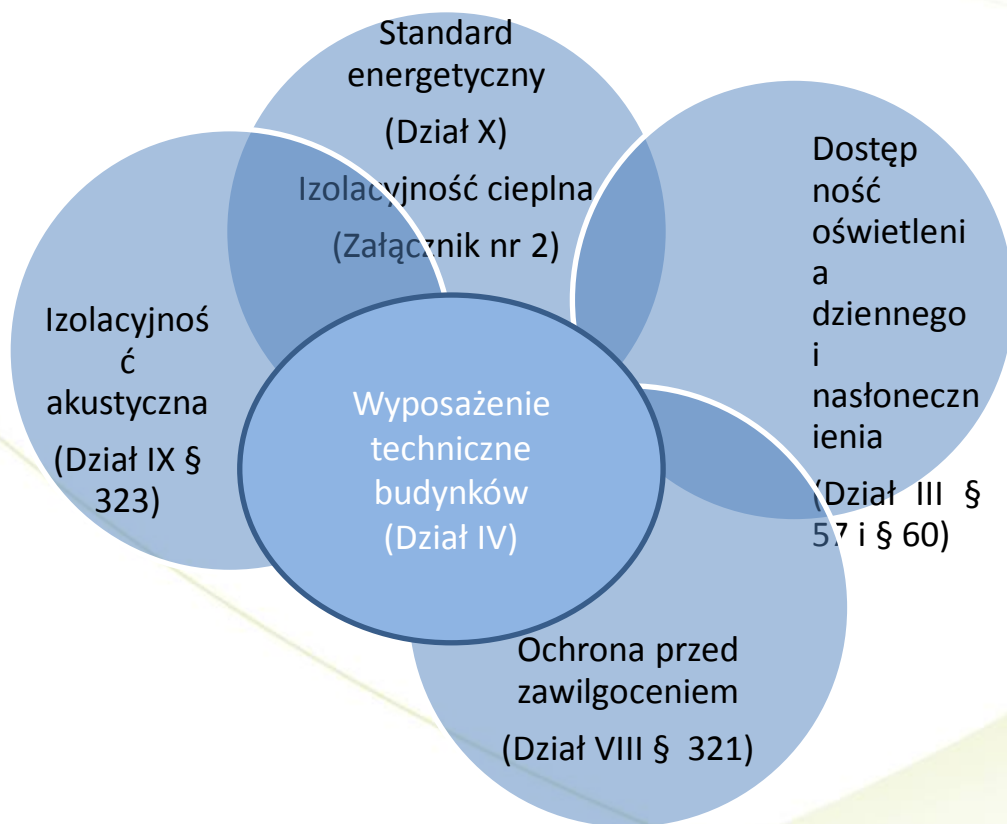 Standard
energetyczny
(Dział X)
Izolacyjność cieplna
(Załącznik nr 2)
Dostęp
ność
oświetleni
a
dziennego
i
nasłoneczn
ienia
(Dział III §
57 i § 60)
Izolacyjnoś
ć
akustyczna
(Dział IX §
323)
Wyposażenie
techniczne
budynków
(Dział IV)
Ochrona przed
zawilgoceniem
(Dział VIII § 321)